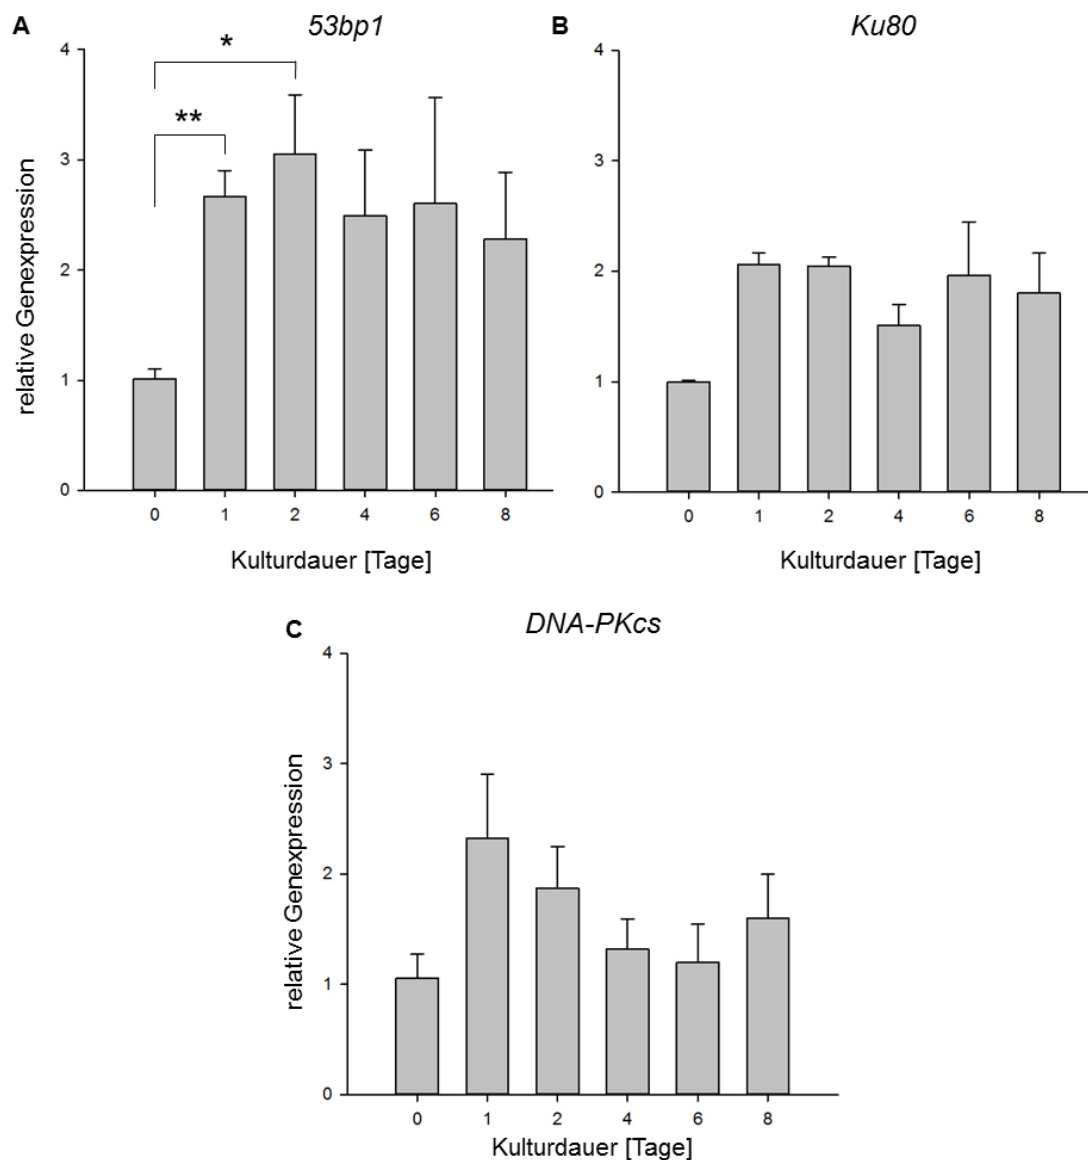 A
53bp1
4
3
2
1
0
*
**
relative Genexpression
0 1 2 4 6 8
Kulturdauer [Tage]
B
Ku80
4
3
2
1
0
0 1 2 4 6 8
Kulturdauer [Tage]
C
DNA-PKcs
4
3
2
1
0
relative Genexpression
0 1 2 4 6 8
Kulturdauer [Tage]